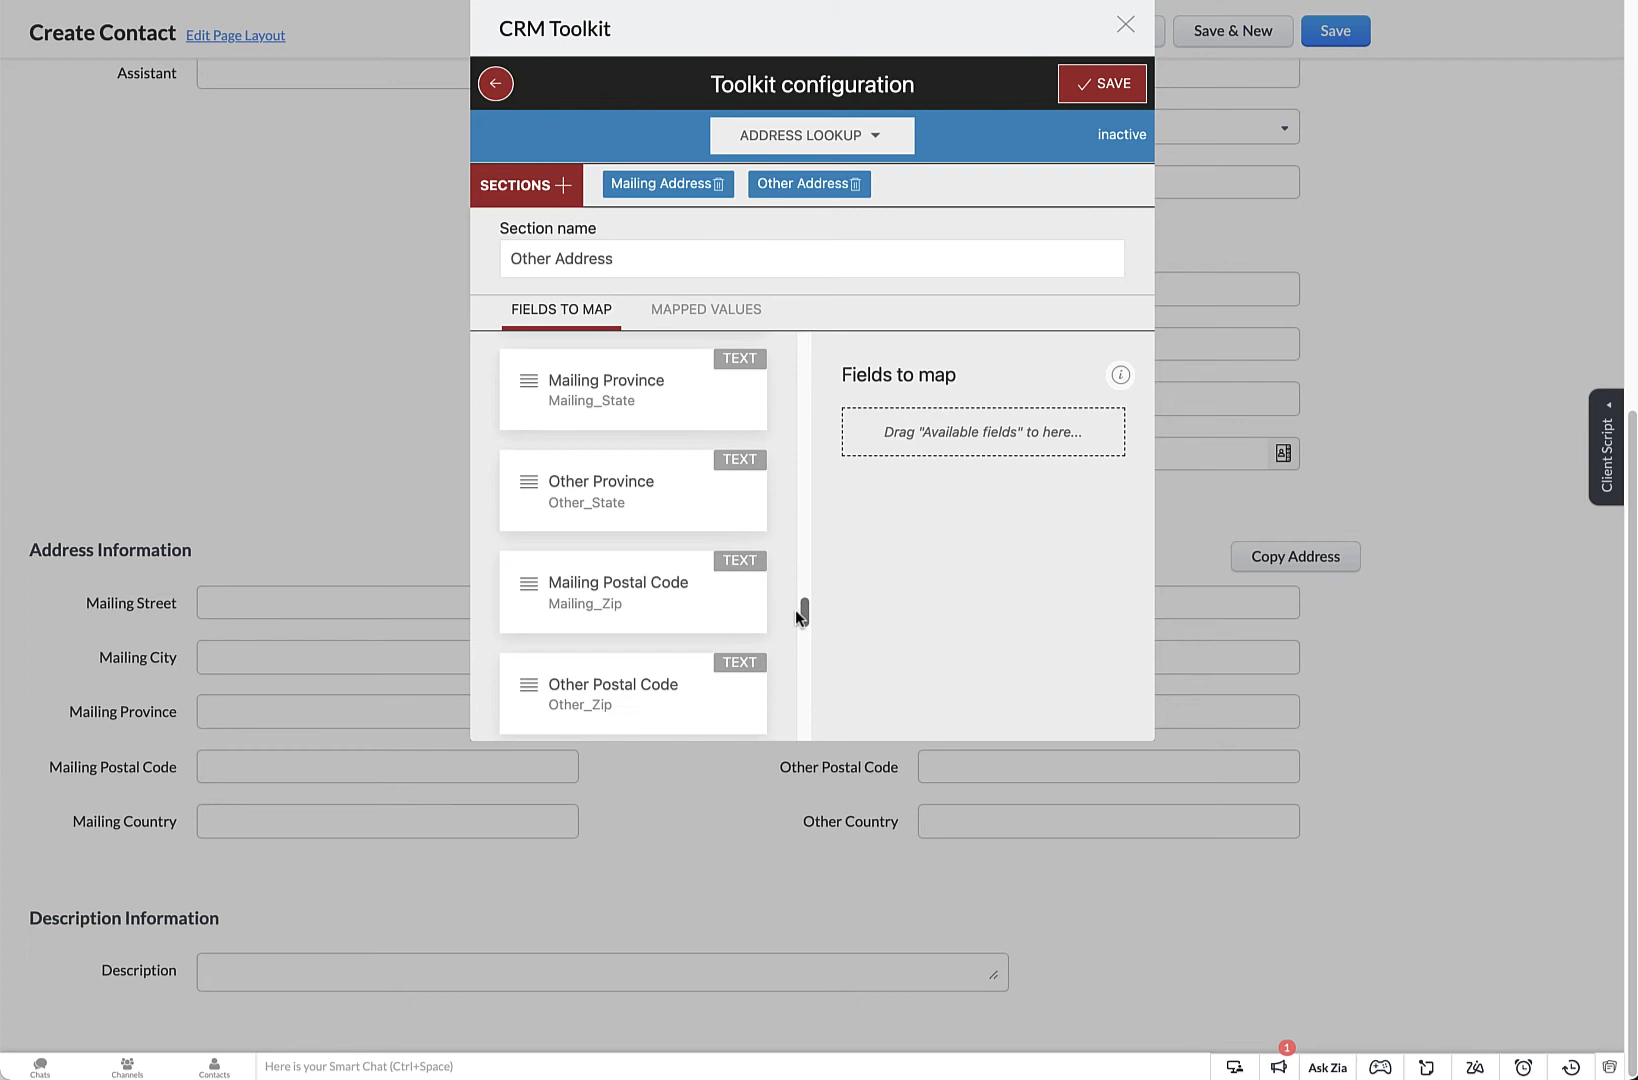 CRM Toolkit
Create Contact
Edit Page Layout
Save & New
Save
Assistant
Toolkit configuration
SAVE
ADDRESS LOOKUP
inactive
SECTIONS
Mailing Address
Other Address
Section name
Other Address
FIELDS TO MAP
MAPPED VALUES
TEXT
Mailing Province
Mailing_State
TEXT
Other Province
Other_State
TEXT
Mailing Postal Code
Mailing_Zip
TEXT
Other Postal Code
Other_Zip
Fields to map
i
Drag "Available fields" to here...
Client Script
Address Information
Copy Address
Mailing Street
Mailing City
Mailing Province
Mailing Postal Code
Other Postal Code
Mailing Country
Other Country
Description Information
Description
Chats
Channels
Contacts
Here is your Smart Chat (Ctrl+Space)
1
Ask Zia